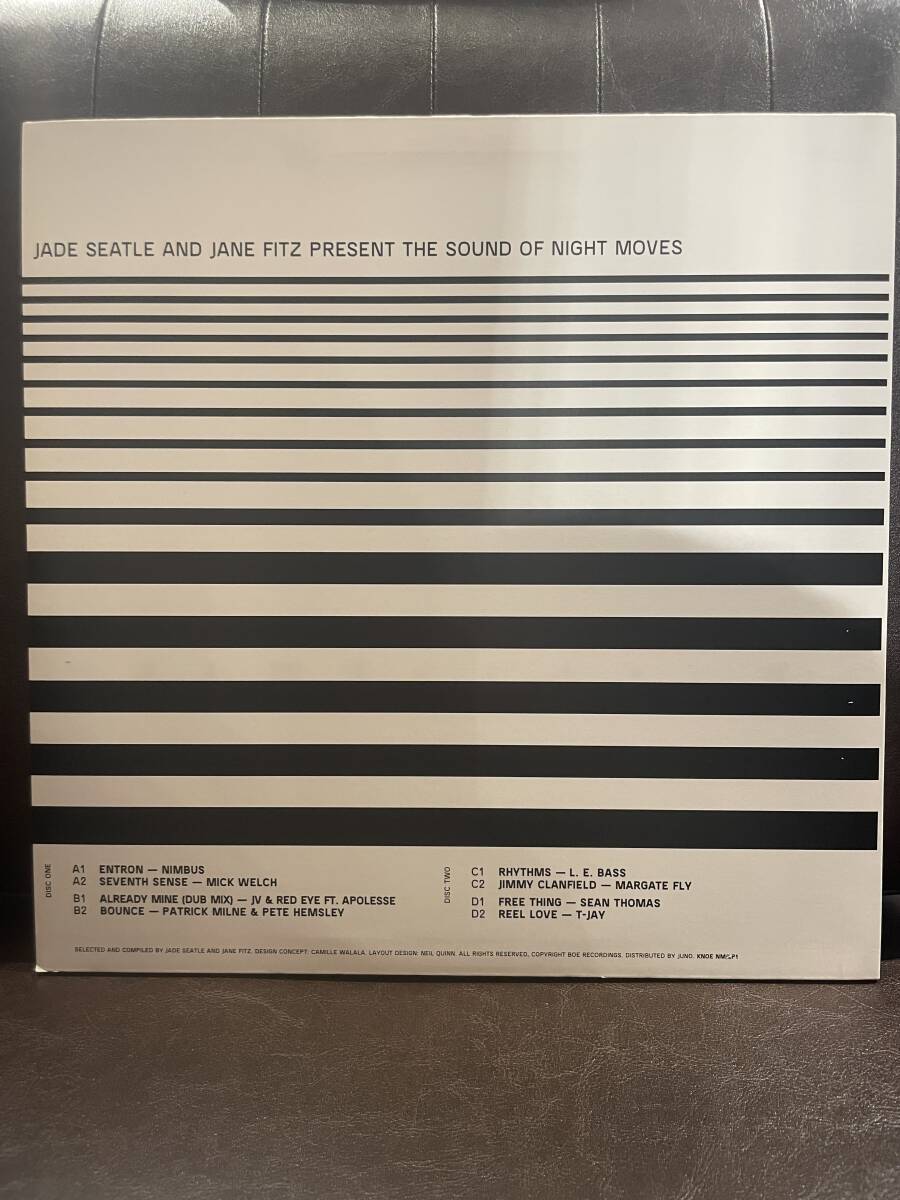 JADE SEATLE AND JANE FITZ PRESENT THE SOUND OF NIGHT MOVES
DISC ONE
A1 ENTRON — NIMBUS
A2 SEVENTH SENSE — MICK WELCH
B1 ALREADY MINE (DUB MIX) — JV & RED EYE FT. APOLESSE
B2 BOUNCE — PATRICK MILNE & PETE HEMSLEY
DISC TWO
C1 RHYTHMS — L. E. BASS
C2 JIMMY CLANFIELD — MARGATE FLY
D1 FREE THING — SEAN THOMAS
D2 REEL LOVE — T-JAY
SELECTED AND COMPILED BY JADE SEATLE AND JANE FITZ. DESIGN CONCEPT: CAMILLE WALALA. LAYOUT DESIGN: NEIL QUINN. ALL RIGHTS RESERVED, COPYRIGHT BOE RECORDINGS. DISTRIBUTED BY JUNO. KNOE